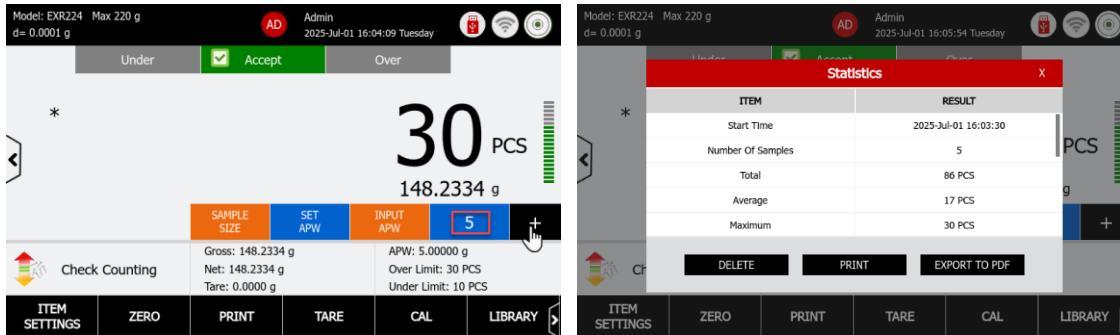 Model: EXR224 Max 220 g
d= 0.0001 g
AD
Admin
2025-Jul-01 16:04:09 Tuesday
Under
Accept
Over
*
30 PCS
148.2334 g
SAMPLE SIZE
SET APW
INPUT APW
5
+
Check Counting
Gross: 148.2334 g
Net: 148.2334 g
Tare: 0.0000 g
APW: 5.00000 g
Over Limit: 30 PCS
Under Limit: 10 PCS
ITEM SETTINGS
ZERO
PRINT
TARE
CAL
LIBRARY
Model: EXR224 Max 220 g
d= 0.0001 g
AD
Admin
2025-Jul-01 16:05:54 Tuesday
Under
Accept
Over
Statistics X
ITEM RESULT
Start Time 2025-Jul-01 16:03:30
Number Of Samples 5
Total 86 PCS
Average 17 PCS
Maximum 30 PCS
DELETE
PRINT
EXPORT TO PDF
*
PCS
g
+
Ch
ITEM SETTINGS
ZERO
PRINT
TARE
CAL
LIBRARY